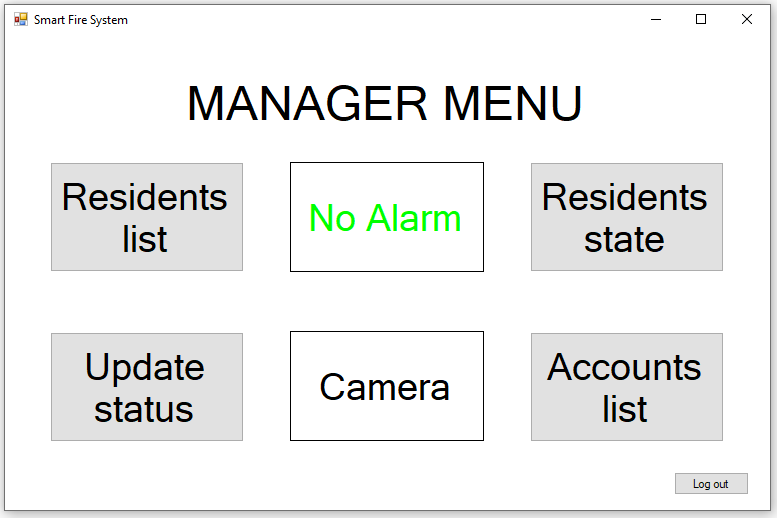 Smart Fire System
MANAGER MENU
Residents
list
No Alarm
Residents
state
Update
status
Camera
Accounts
list
Log out